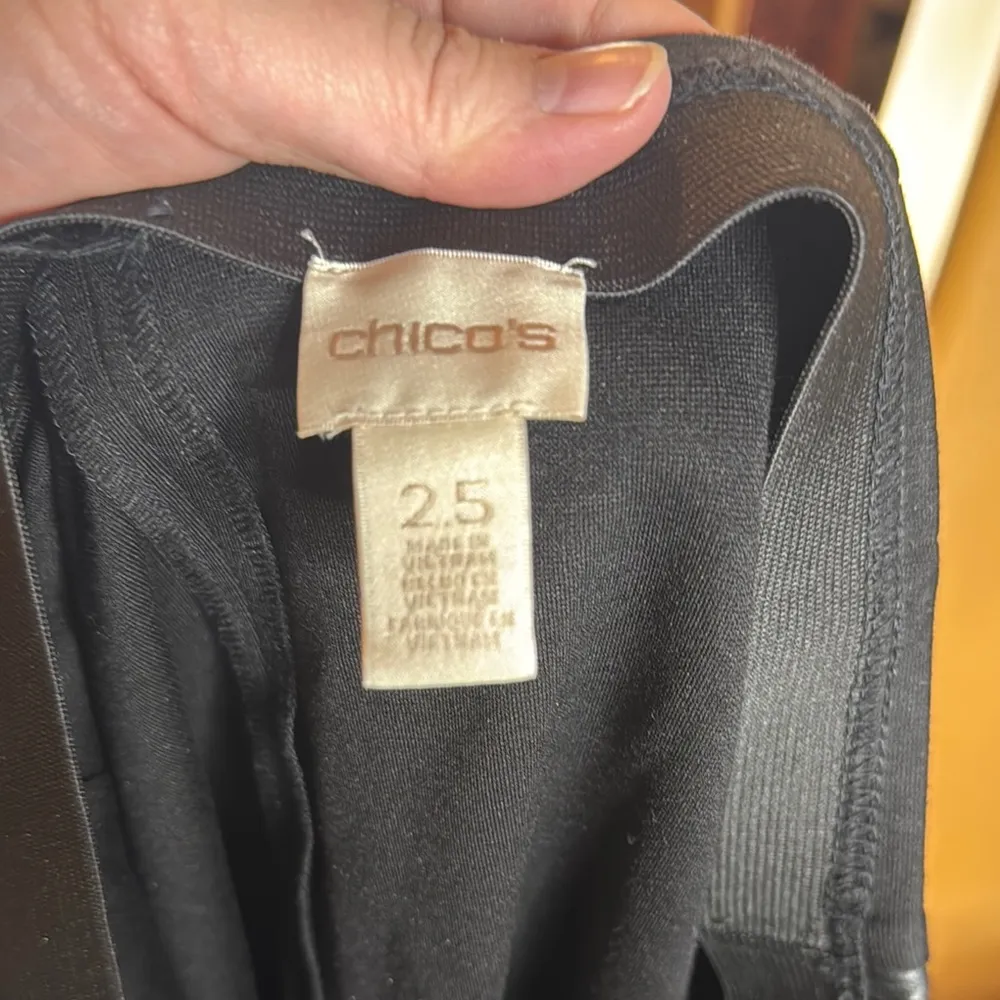 chico's
2.5
MADE IN
VIETNAM
HECHO EN
VIETNAM
FABRIQUE EN
VIETNAM